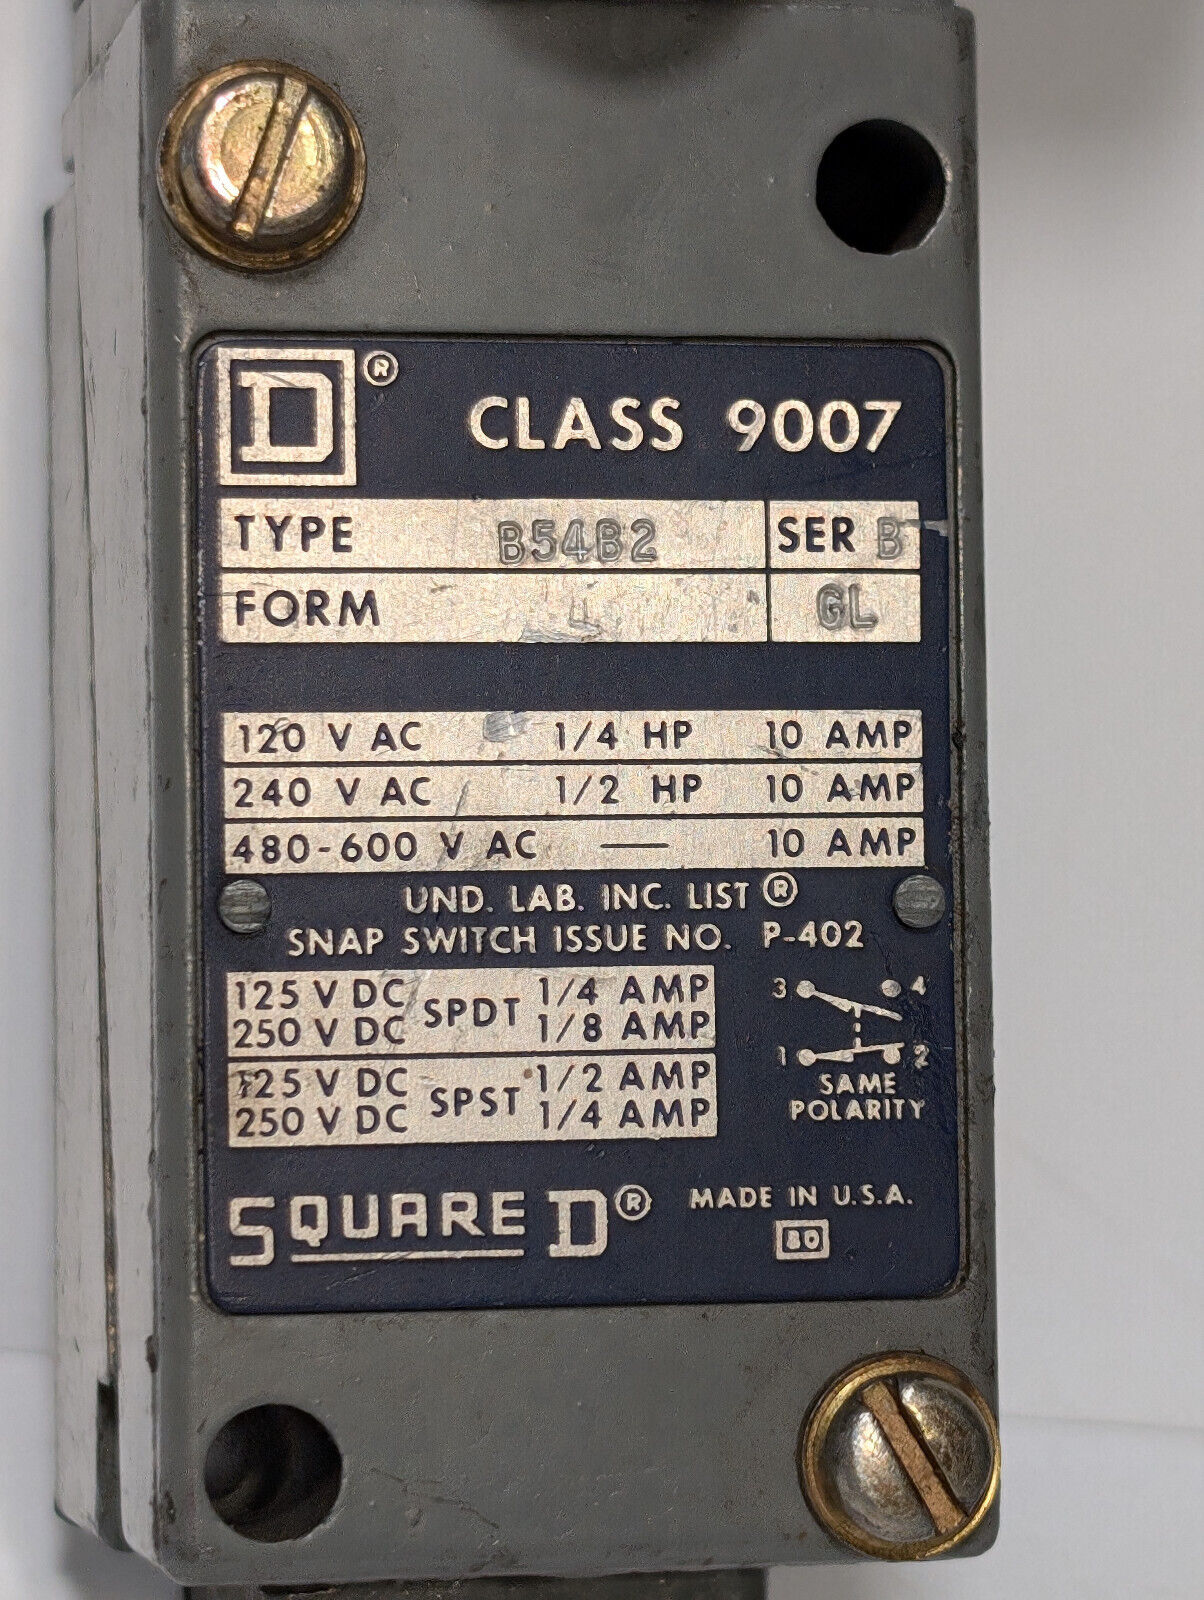 D®
CLASS 9007
TYPE B54B2 SER B
FORM L GL
120 V AC 1/4 HP 10 AMP
240 V AC 1/2 HP 10 AMP
480-600 V AC — 10 AMP
UND. LAB. INC. LIST ®
SNAP SWITCH ISSUE NO. P-402
125 V DC SPDT 1/4 AMP
250 V DC 1/8 AMP
125 V DC SPST 1/2 AMP
250 V DC 1/4 AMP
3 4
1 2
SAME
POLARITY
SQUARE D®
MADE IN U.S.A.
80